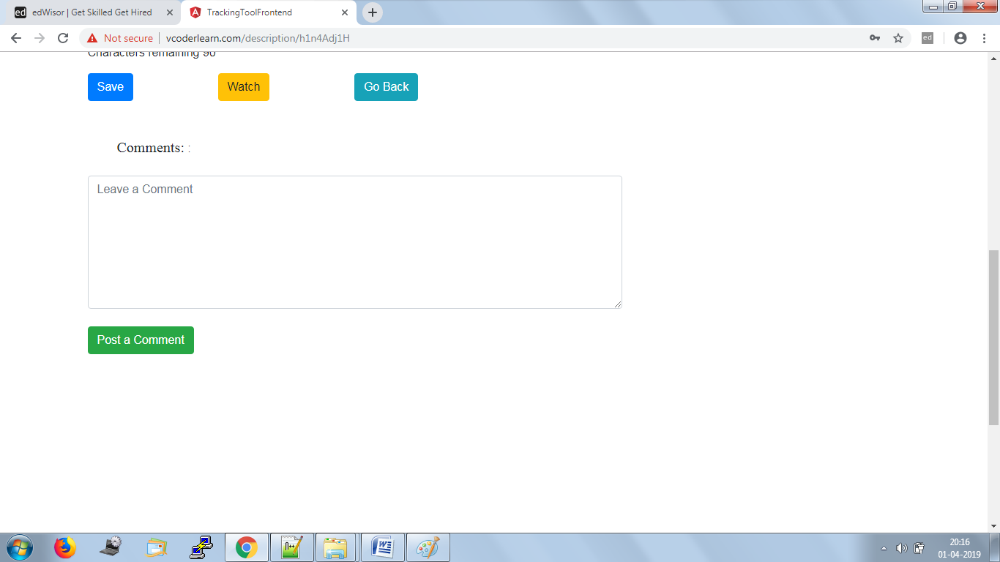 edWisor | Get Skilled Get Hired
TrackingToolFrontend
Not secure
vcoderlearn.com/description/h1n4Adj1H
ed
Characters remaining 90
Save
Watch
Go Back
Comments: :
Leave a Comment
Post a Comment
20:16
01-04-2019